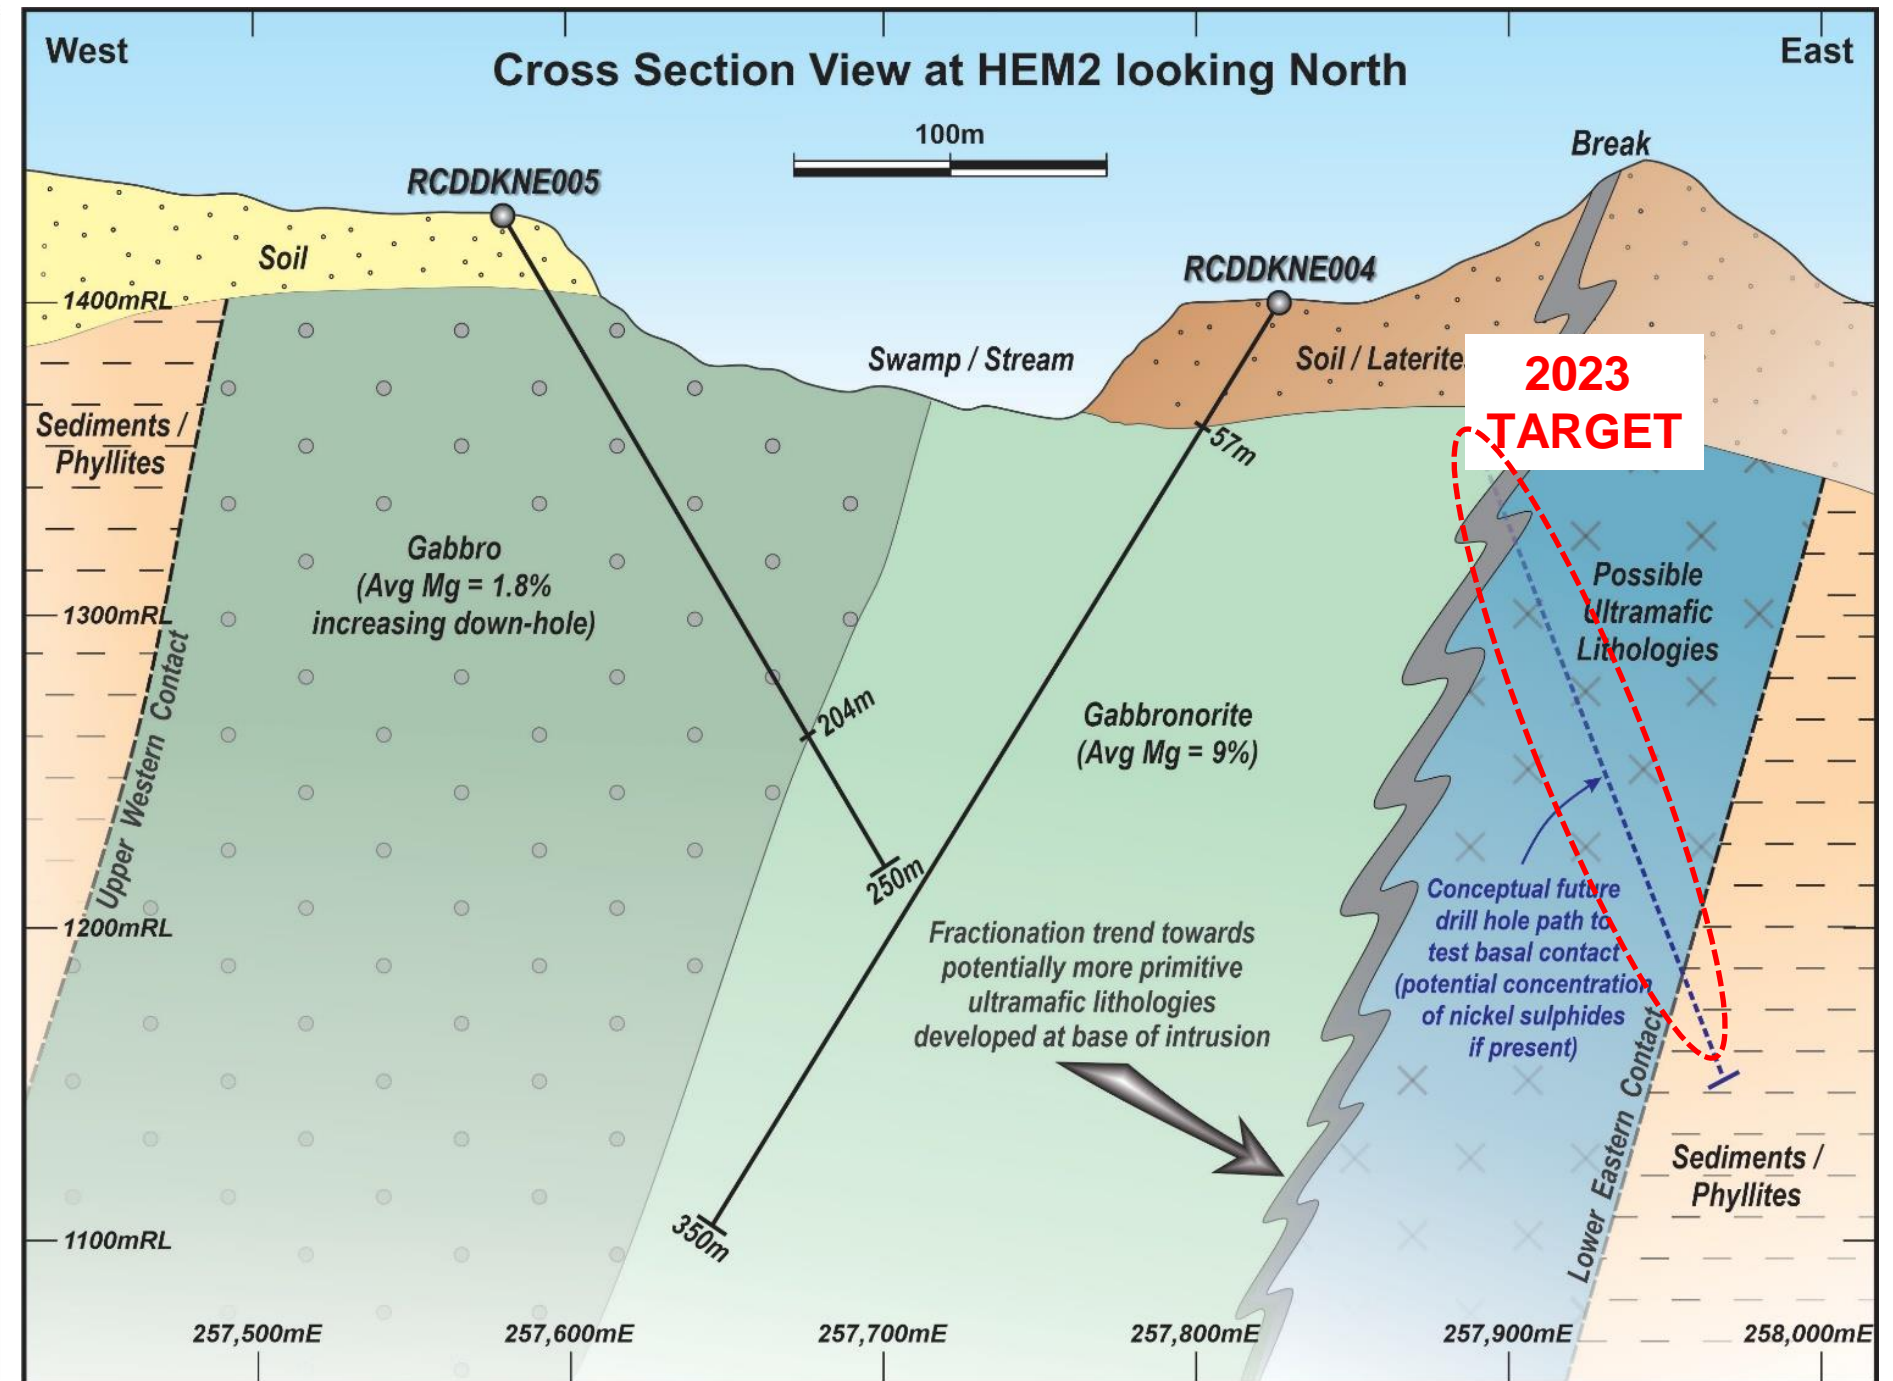 West
East
Cross Section View at HEM2 looking North
100m
Break
RCDDKNE005
RCDDKNE004
Soil
1400mRL
Swamp / Stream
Soil / Laterite
2023
TARGET
Sediments /
Phyllites
57m
Gabbro
(Avg Mg = 1.8%
increasing down-hole)
Possible
Ultramafic
Lithologies
1300mRL
Upper Western Contact
204m
Gabbronorite
(Avg Mg = 9%)
250m
Conceptual future
drill hole path to
test basal contact
(potential concentration
of nickel sulphides
if present)
1200mRL
Fractionation trend towards
potentially more primitive
ultramafic lithologies
developed at base of intrusion
Lower Eastern Contact
Sediments /
Phyllites
350m
1100mRL
257,500mE
257,600mE
257,700mE
257,800mE
257,900mE
258,000mE